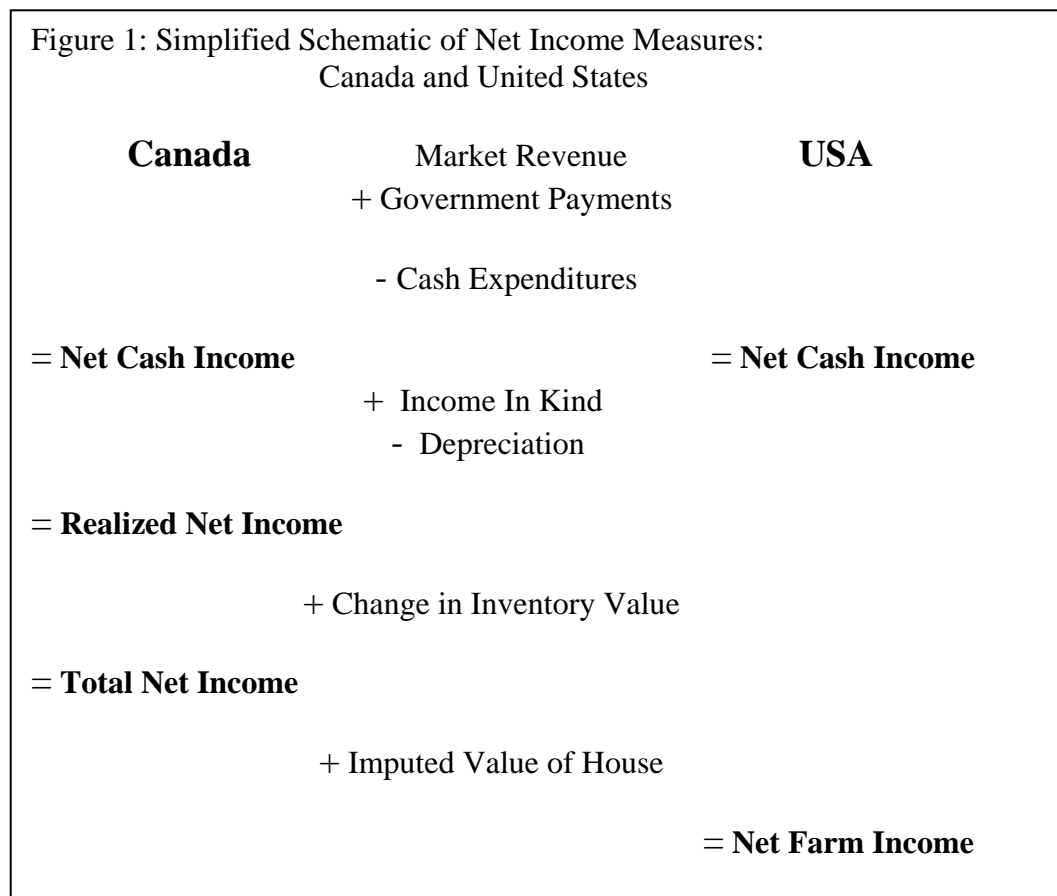 Figure 1: Simplified Schematic of Net Income Measures:
Canada and United States
Canada Market Revenue USA
+ Government Payments
- Cash Expenditures
= Net Cash Income = Net Cash Income
+ Income In Kind
- Depreciation
= Realized Net Income
+ Change in Inventory Value
= Total Net Income
+ Imputed Value of House
= Net Farm Income